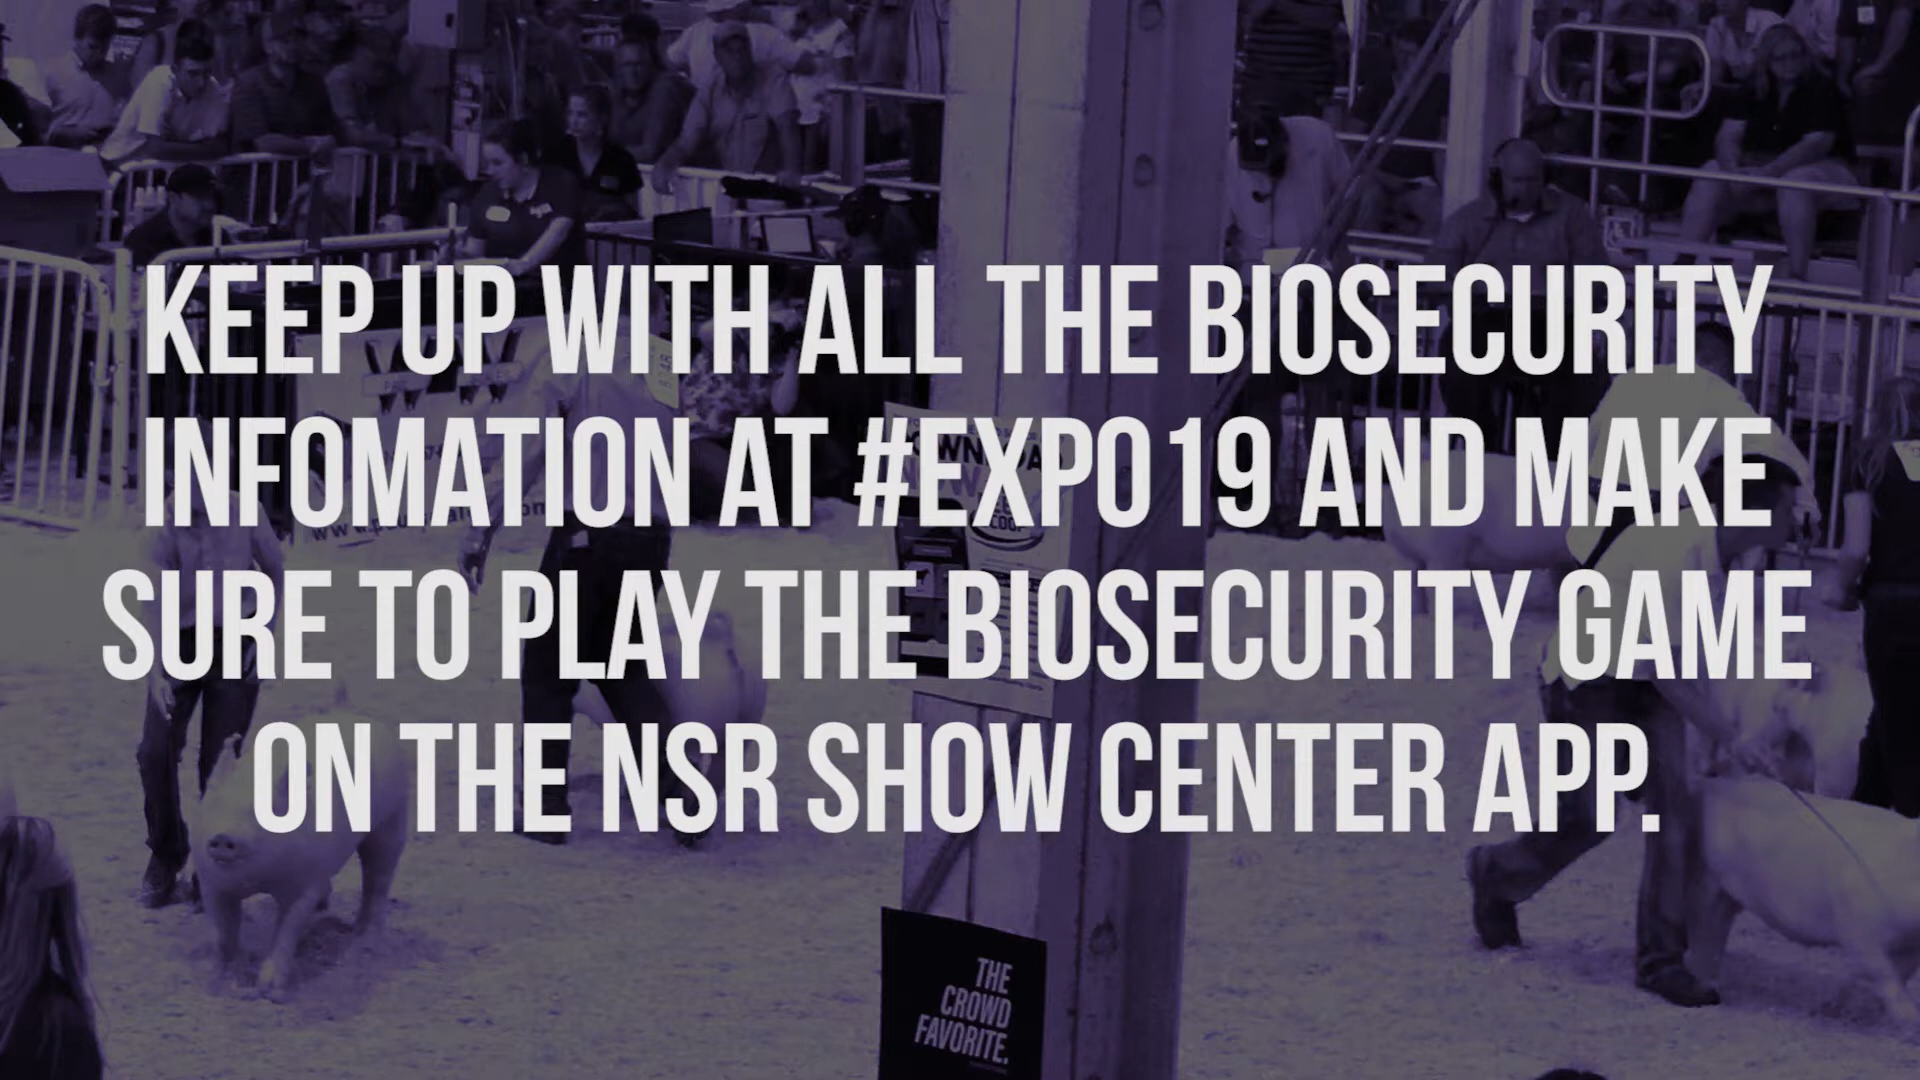 KEEP UP WITH ALL THE BIOSECURITY
INFOMATION AT #EXPO19 AND MAKE
SURE TO PLAY THE BIOSECURITY GAME
ON THE NSR SHOW CENTER APP.
THE
CROWD
FAVORITE.